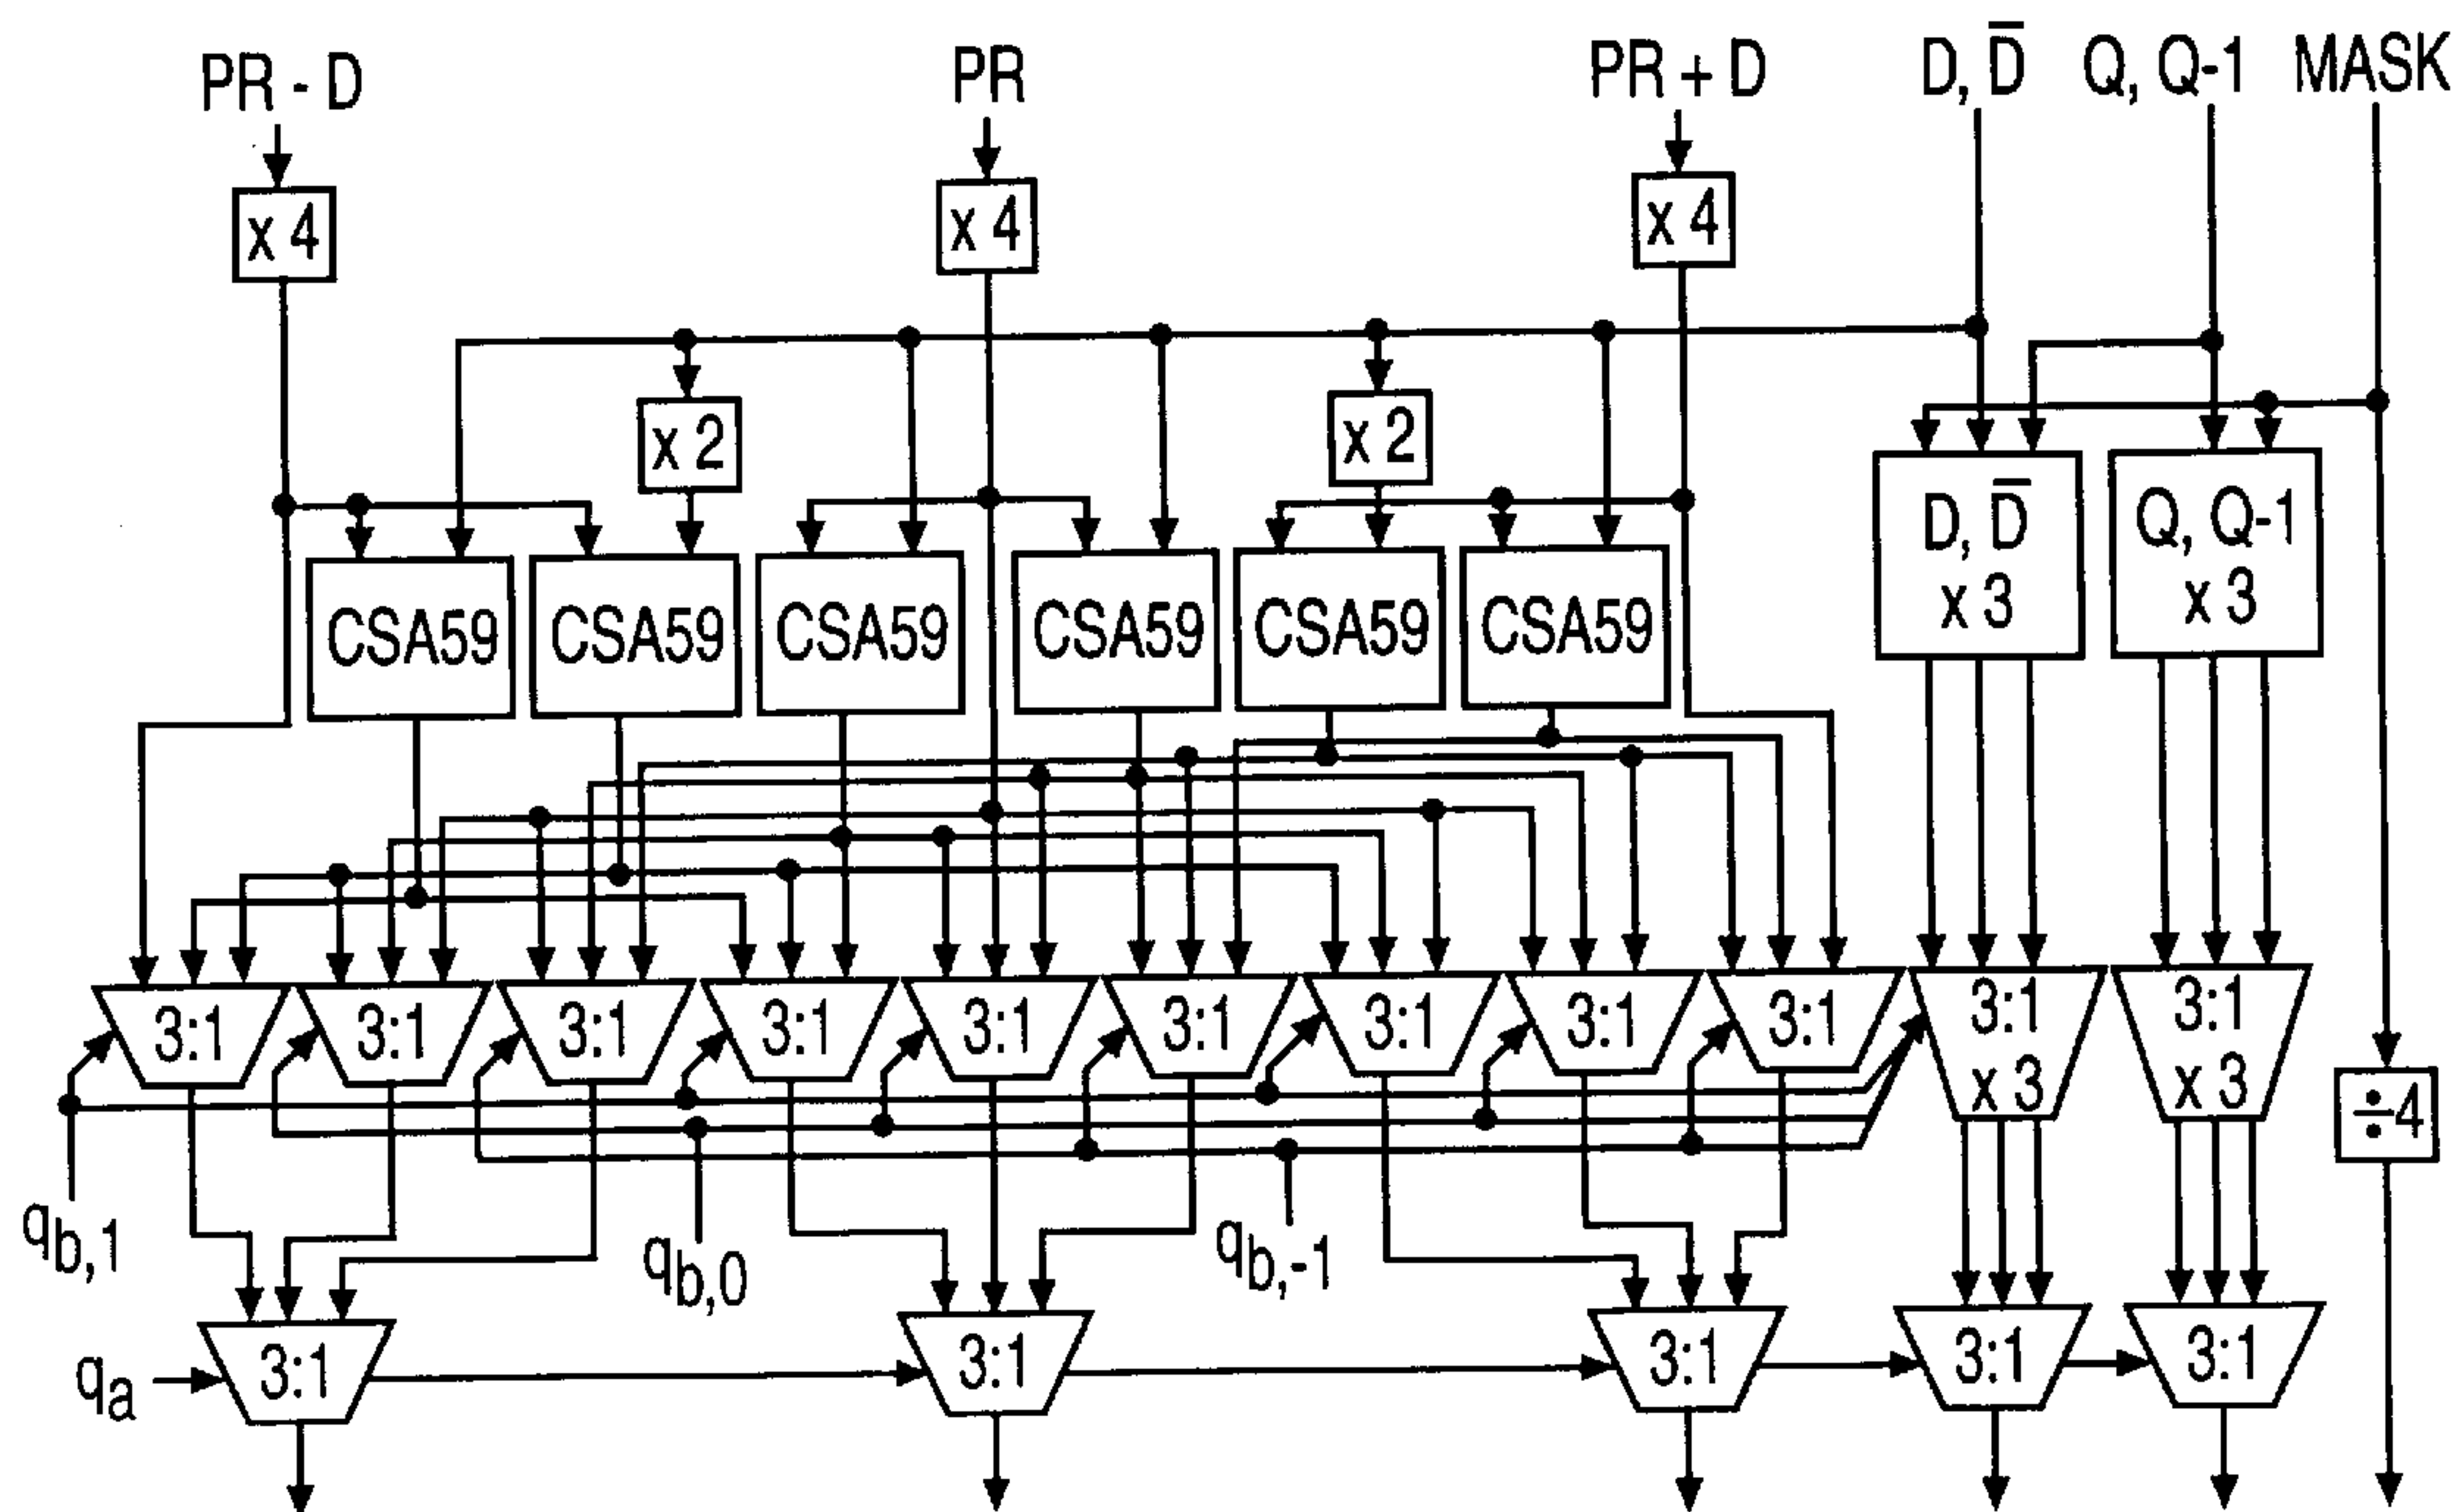 PR - D PR PR + D D, D̅ Q, Q-1 MASK
x 4 x 4 x 4
x 2 x 2
D, D̅ Q, Q-1
x 3 x 3
CSA59 CSA59 CSA59 CSA59 CSA59 CSA59
3:1 3:1 3:1 3:1 3:1 3:1 3:1 3:1 3:1 3:1 3:1
x 3 x 3
÷4
qb,1 qb,0 qb,-1
qa 3:1 3:1 3:1 3:1 3:1